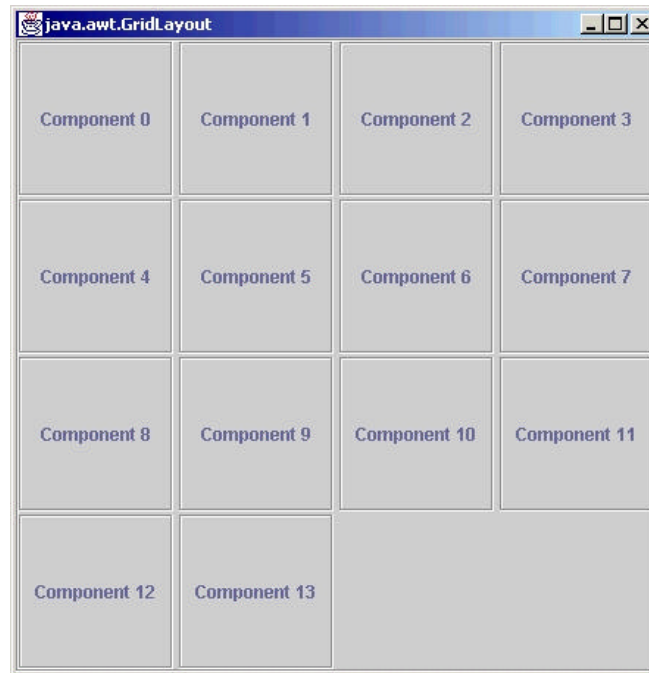 java.awt.GridLayout
Component 0 Component 1 Component 2 Component 3
Component 4 Component 5 Component 6 Component 7
Component 8 Component 9 Component 10 Component 11
Component 12 Component 13